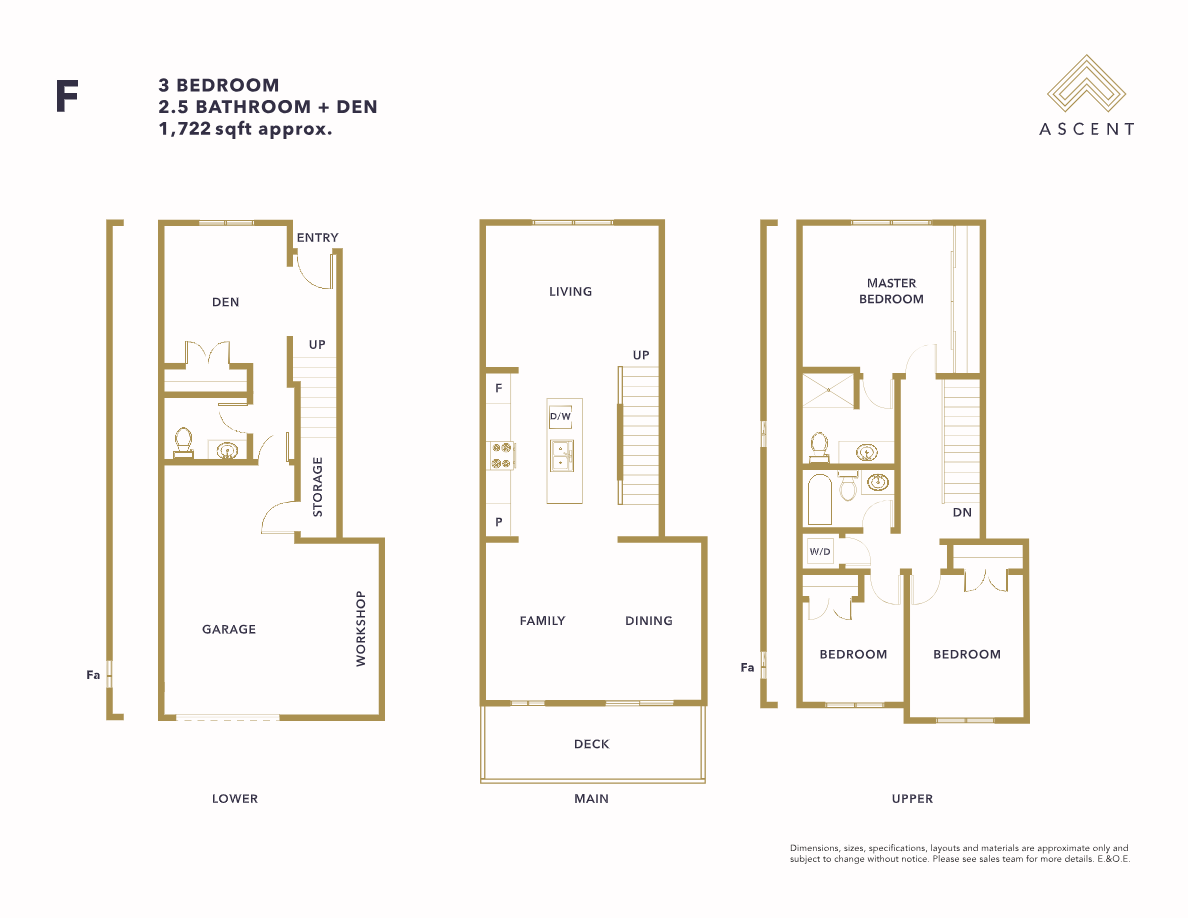 F
3 BEDROOM
2.5 BATHROOM + DEN
1,722 sqft approx.
ASCENT
ENTRY
DEN
UP
STORAGE
GARAGE
WORKSHOP
Fa
LOWER
LIVING
UP
F
D/W
P
FAMILY
DINING
DECK
MAIN
MASTER
BEDROOM
DN
W/D
BEDROOM
BEDROOM
Fa
UPPER
Dimensions, sizes, specifications, layouts and materials are approximate only and
subject to change without notice. Please see sales team for more details. E.&O.E.